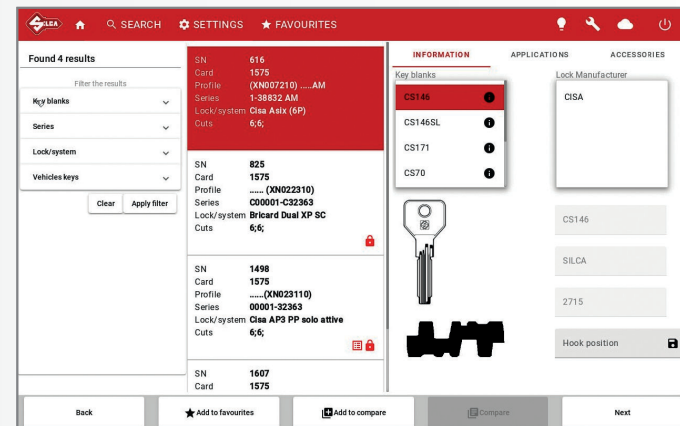 SILCA
SEARCH
SETTINGS
FAVOURITES
Found 4 results
Filter the results
Key blanks
Series
Lock/system
Vehicles keys
Clear
Apply filter
SN 616
Card 1575
Profile (XN007210) .....AM
Series 1-38832 AM
Lock/system Cisa Asix (6P)
Cuts 6;6;
SN 825
Card 1575
Profile ...... (XN022310)
Series C00001-C32363
Lock/system Bricard Dual XP SC
Cuts 6;6;
SN 1498
Card 1575
Profile ......(XN023110)
Series 00001-32363
Lock/system Cisa AP3 PP solo attive
Cuts 6;6;
SN 1607
Card 1575
INFORMATION
APPLICATIONS
ACCESSORIES
Key blanks
CS146
CS146SL
CS171
CS70
Lock Manufacturer
CISA
CS146
SILCA
2715
Hook position
Back
Add to favourites
Add to compare
Compare
Next